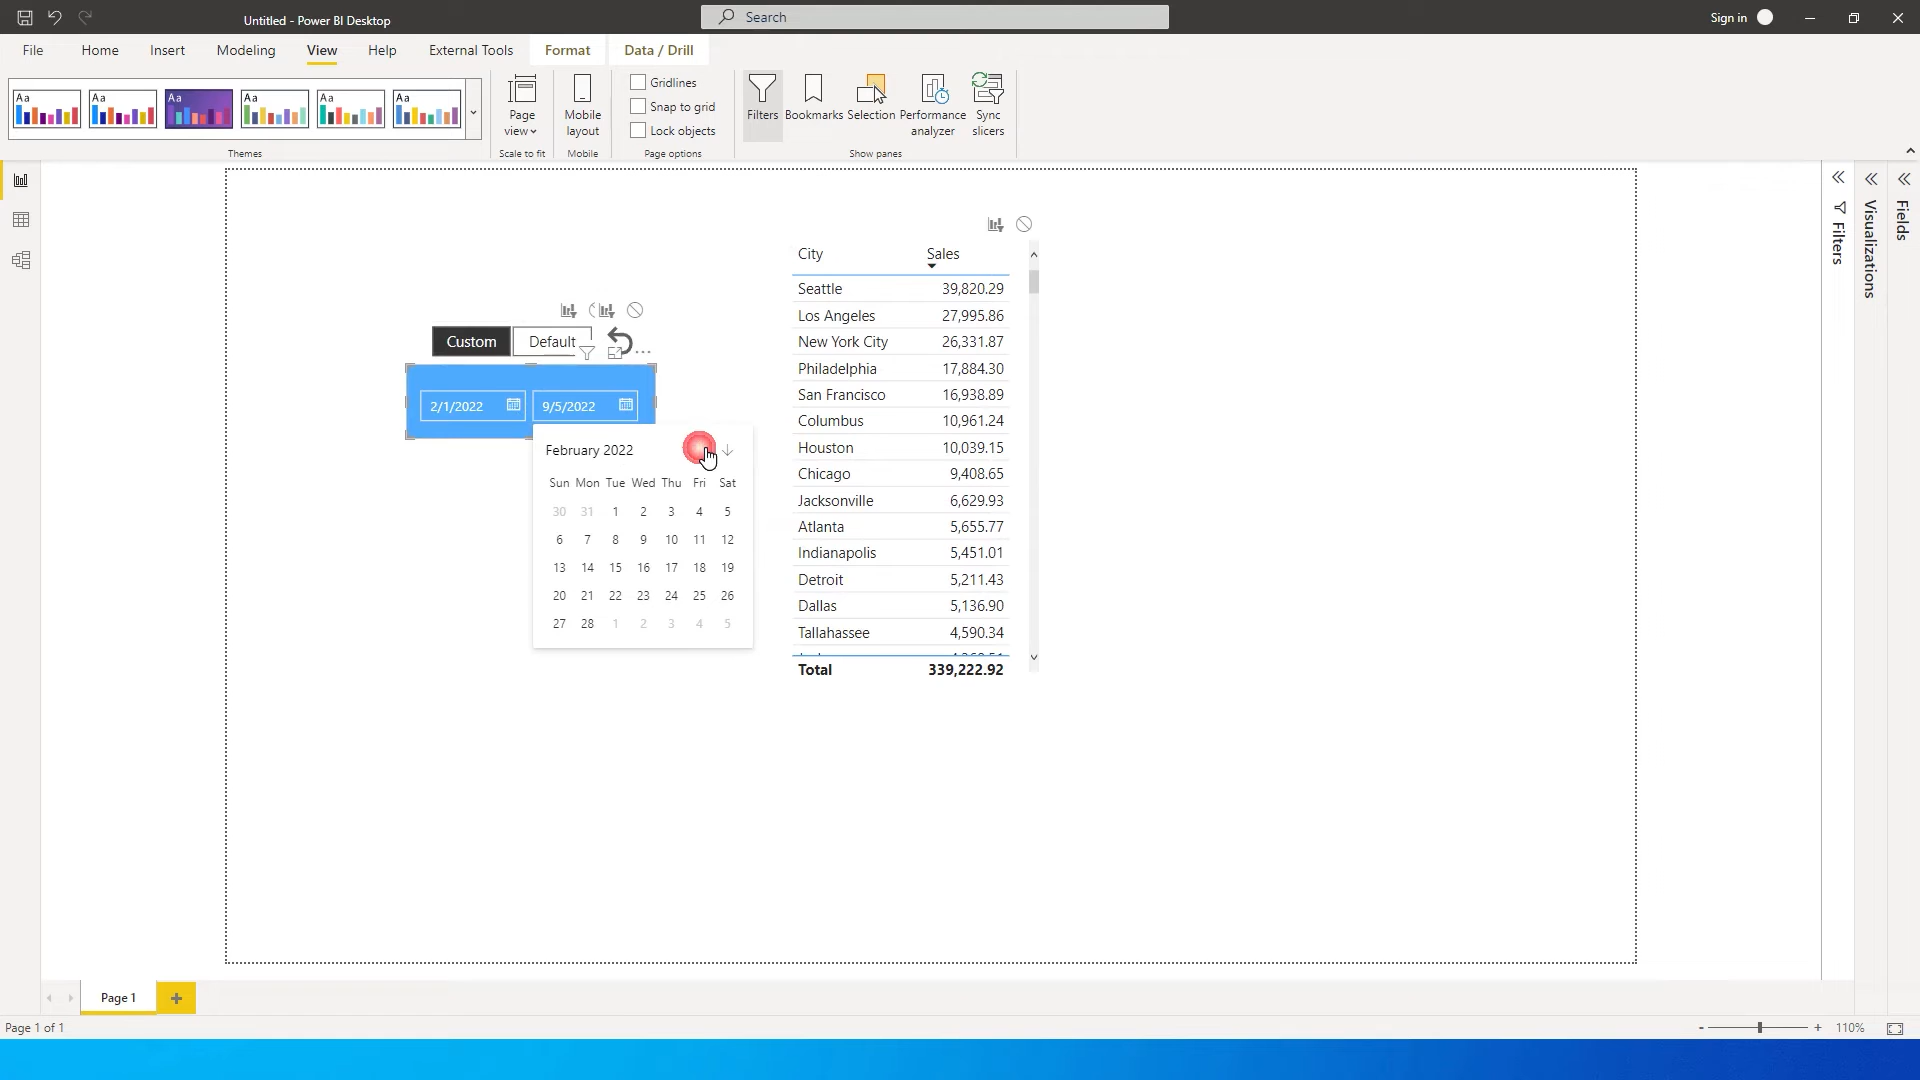 Untitled - Power BI Desktop
Search
Sign in
File Home Insert Modeling View Help External Tools Format Data / Drill
Aa Aa Aa Aa Aa Aa
Page view
Mobile layout
Gridlines
Snap to grid
Lock objects
Filters
Bookmarks
Selection
Performance analyzer
Sync slicers
Themes
Scale to fit
Mobile
Page options
Show panes
Custom Default
2/1/2022 9/5/2022
February 2022
Sun Mon Tue Wed Thu Fri Sat
30 31 1 2 3 4 5
6 7 8 9 10 11 12
13 14 15 16 17 18 19
20 21 22 23 24 25 26
27 28 1 2 3 4 5
City Sales
Seattle 39,820.29
Los Angeles 27,995.86
New York City 26,331.87
Philadelphia 17,884.30
San Francisco 16,938.89
Columbus 10,961.24
Houston 10,039.15
Chicago 9,408.65
Jacksonville 6,629.93
Atlanta 5,655.77
Indianapolis 5,451.01
Detroit 5,211.43
Dallas 5,136.90
Tallahassee 4,590.34
Total 339,222.92
Filters
Visualizations
Fields
Page 1
Page 1 of 1
110%